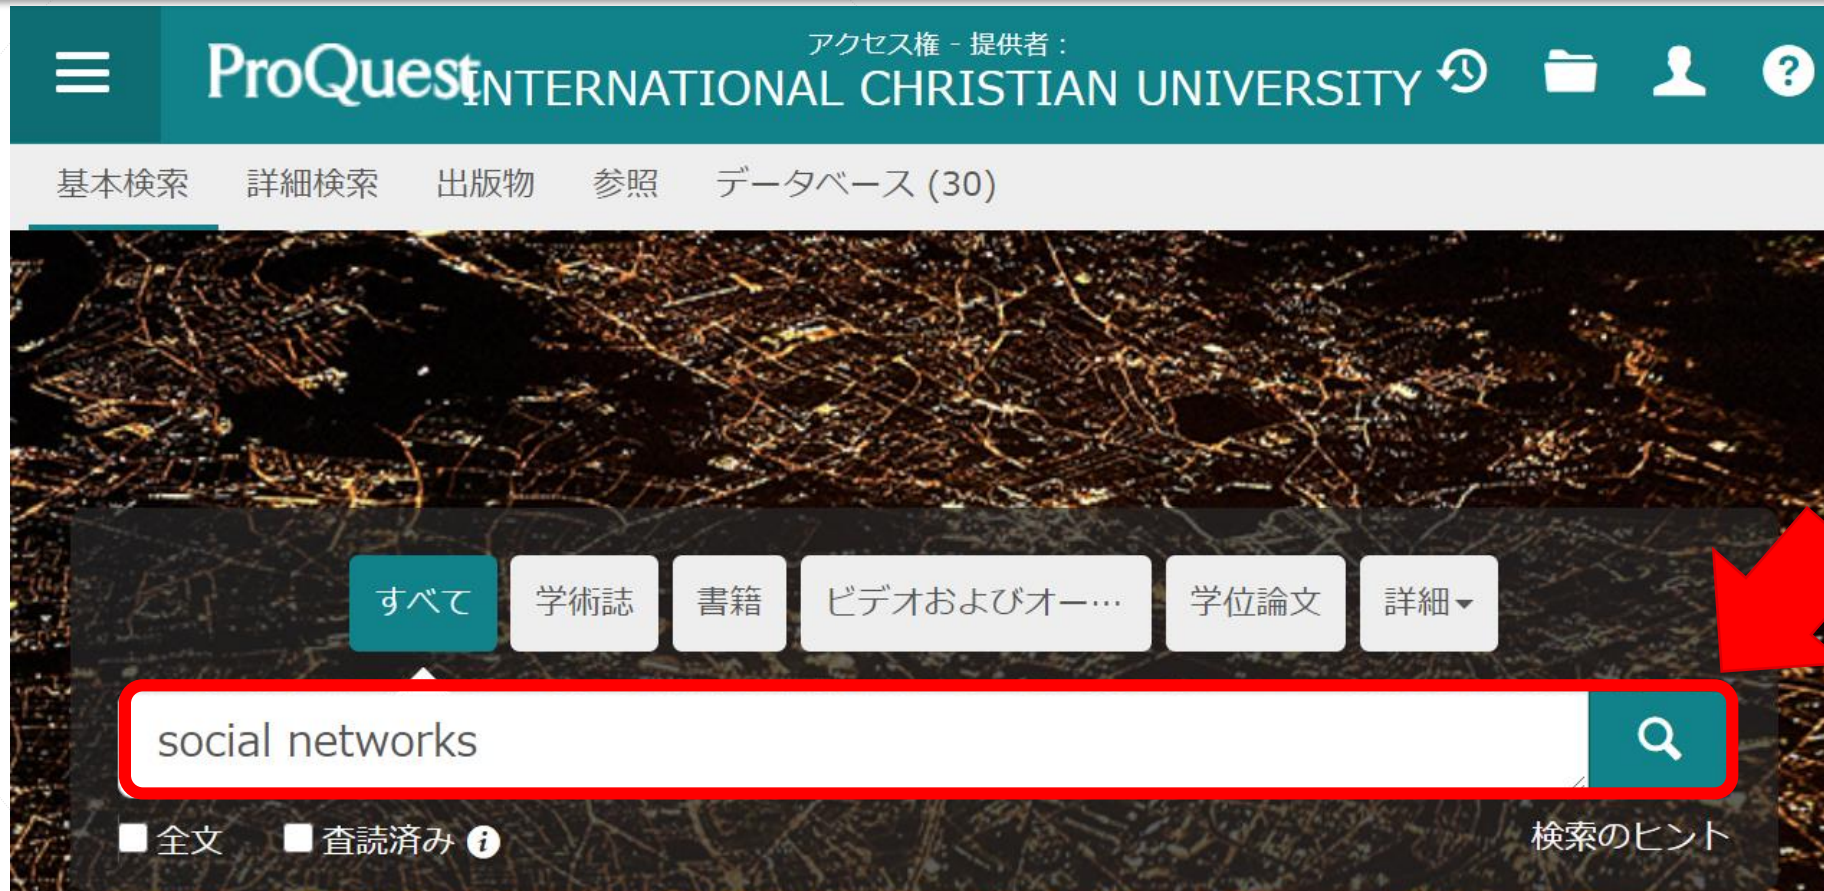 アクセス権 - 提供者：
ProQuest INTERNATIONAL CHRISTIAN UNIVERSITY
基本検索 詳細検索 出版物 参照 データベース (30)
すべて 学術誌 書籍 ビデオおよびオー… 学位論文 詳細
social networks
全文 査読済み 検索のヒント